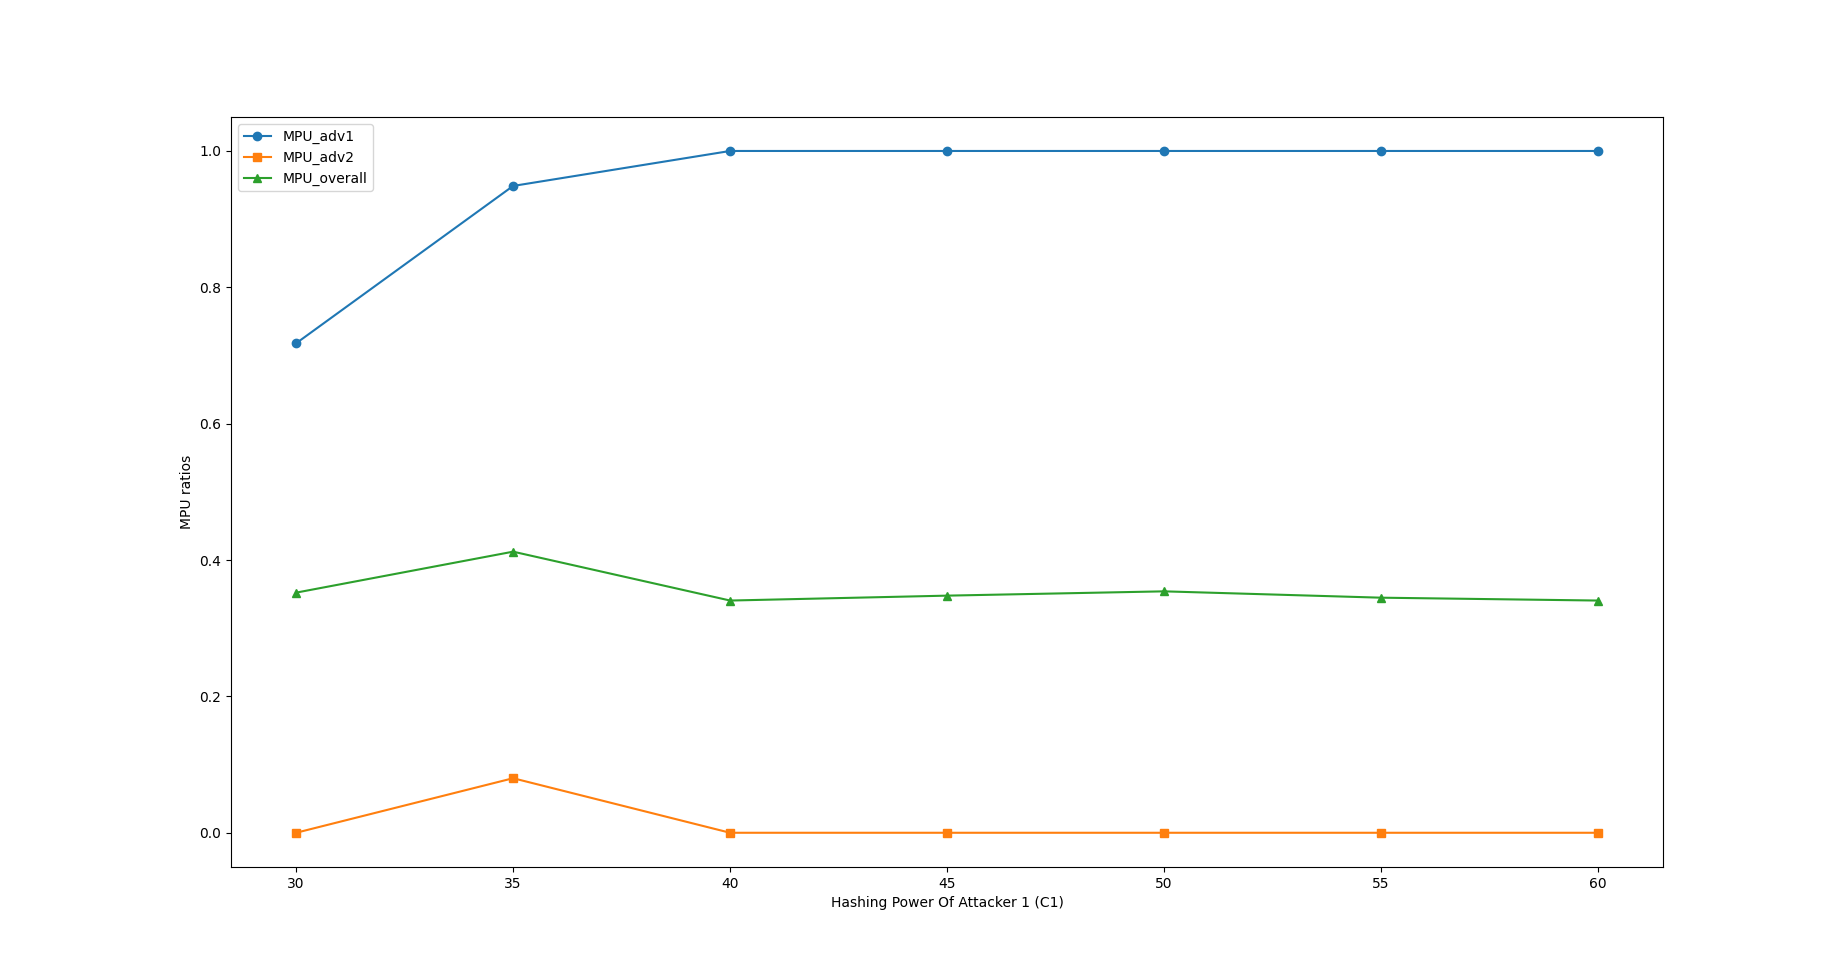 MPU_adv1
MPU_adv2
MPU_overall
1.0
0.8
0.6
0.4
0.2
0.0
MPU ratios
30 35 40 45 50 55 60
Hashing Power Of Attacker 1 (C1)